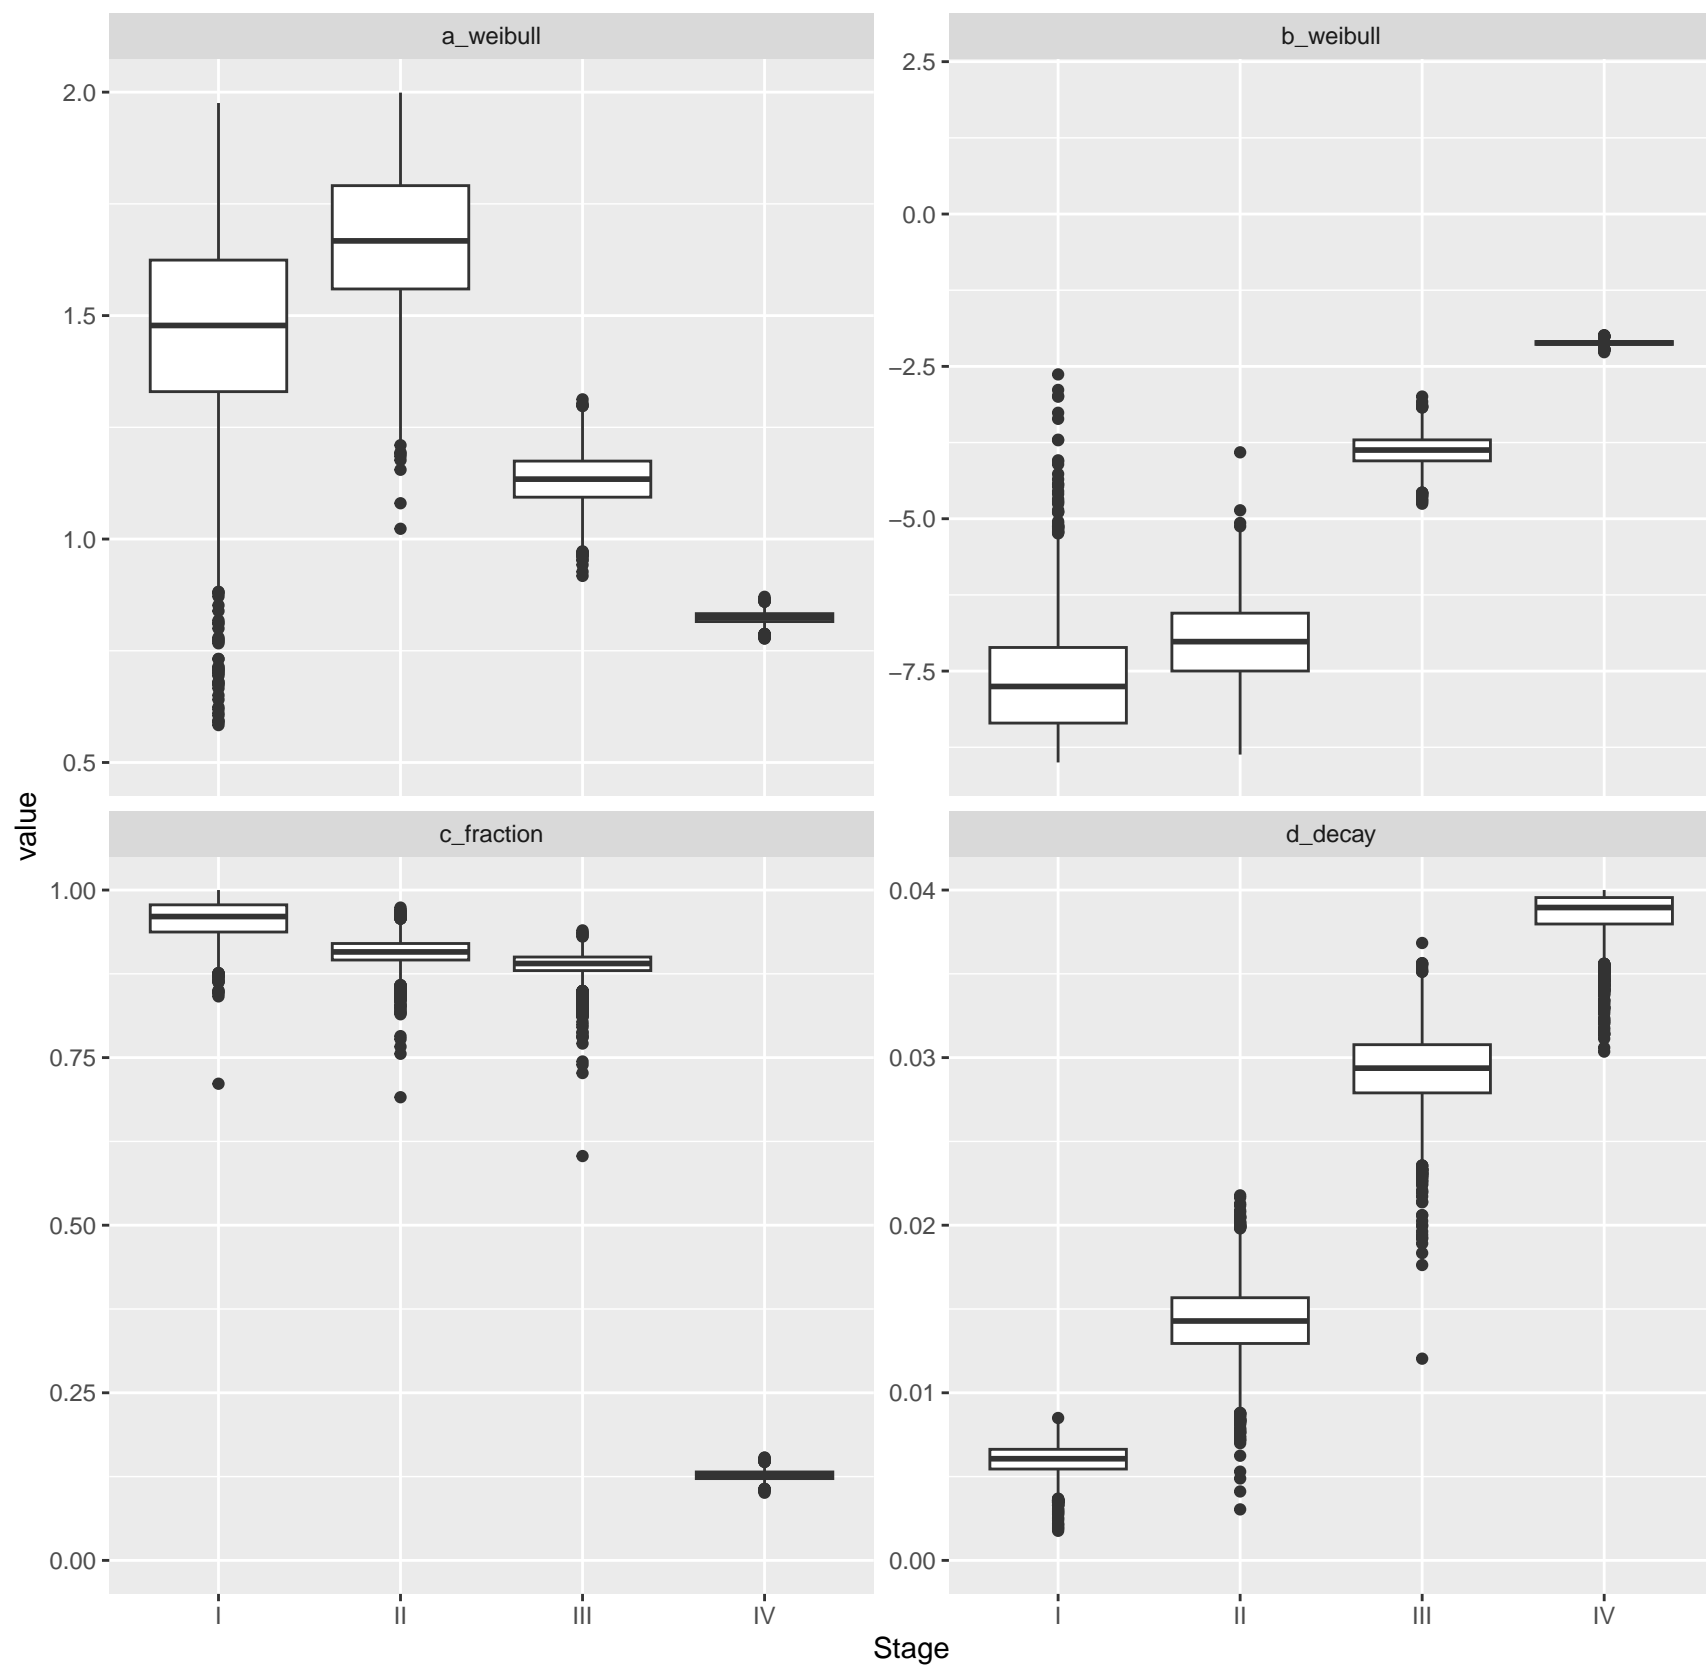 a_weibull
b_weibull
2.0
1.5
1.0
0.5
2.5
0.0
−2.5
−5.0
−7.5
c_fraction
d_decay
1.00
0.75
0.50
0.25
0.00
0.04
0.03
0.02
0.01
0.00
I II III IV
I II III IV
Stage
value